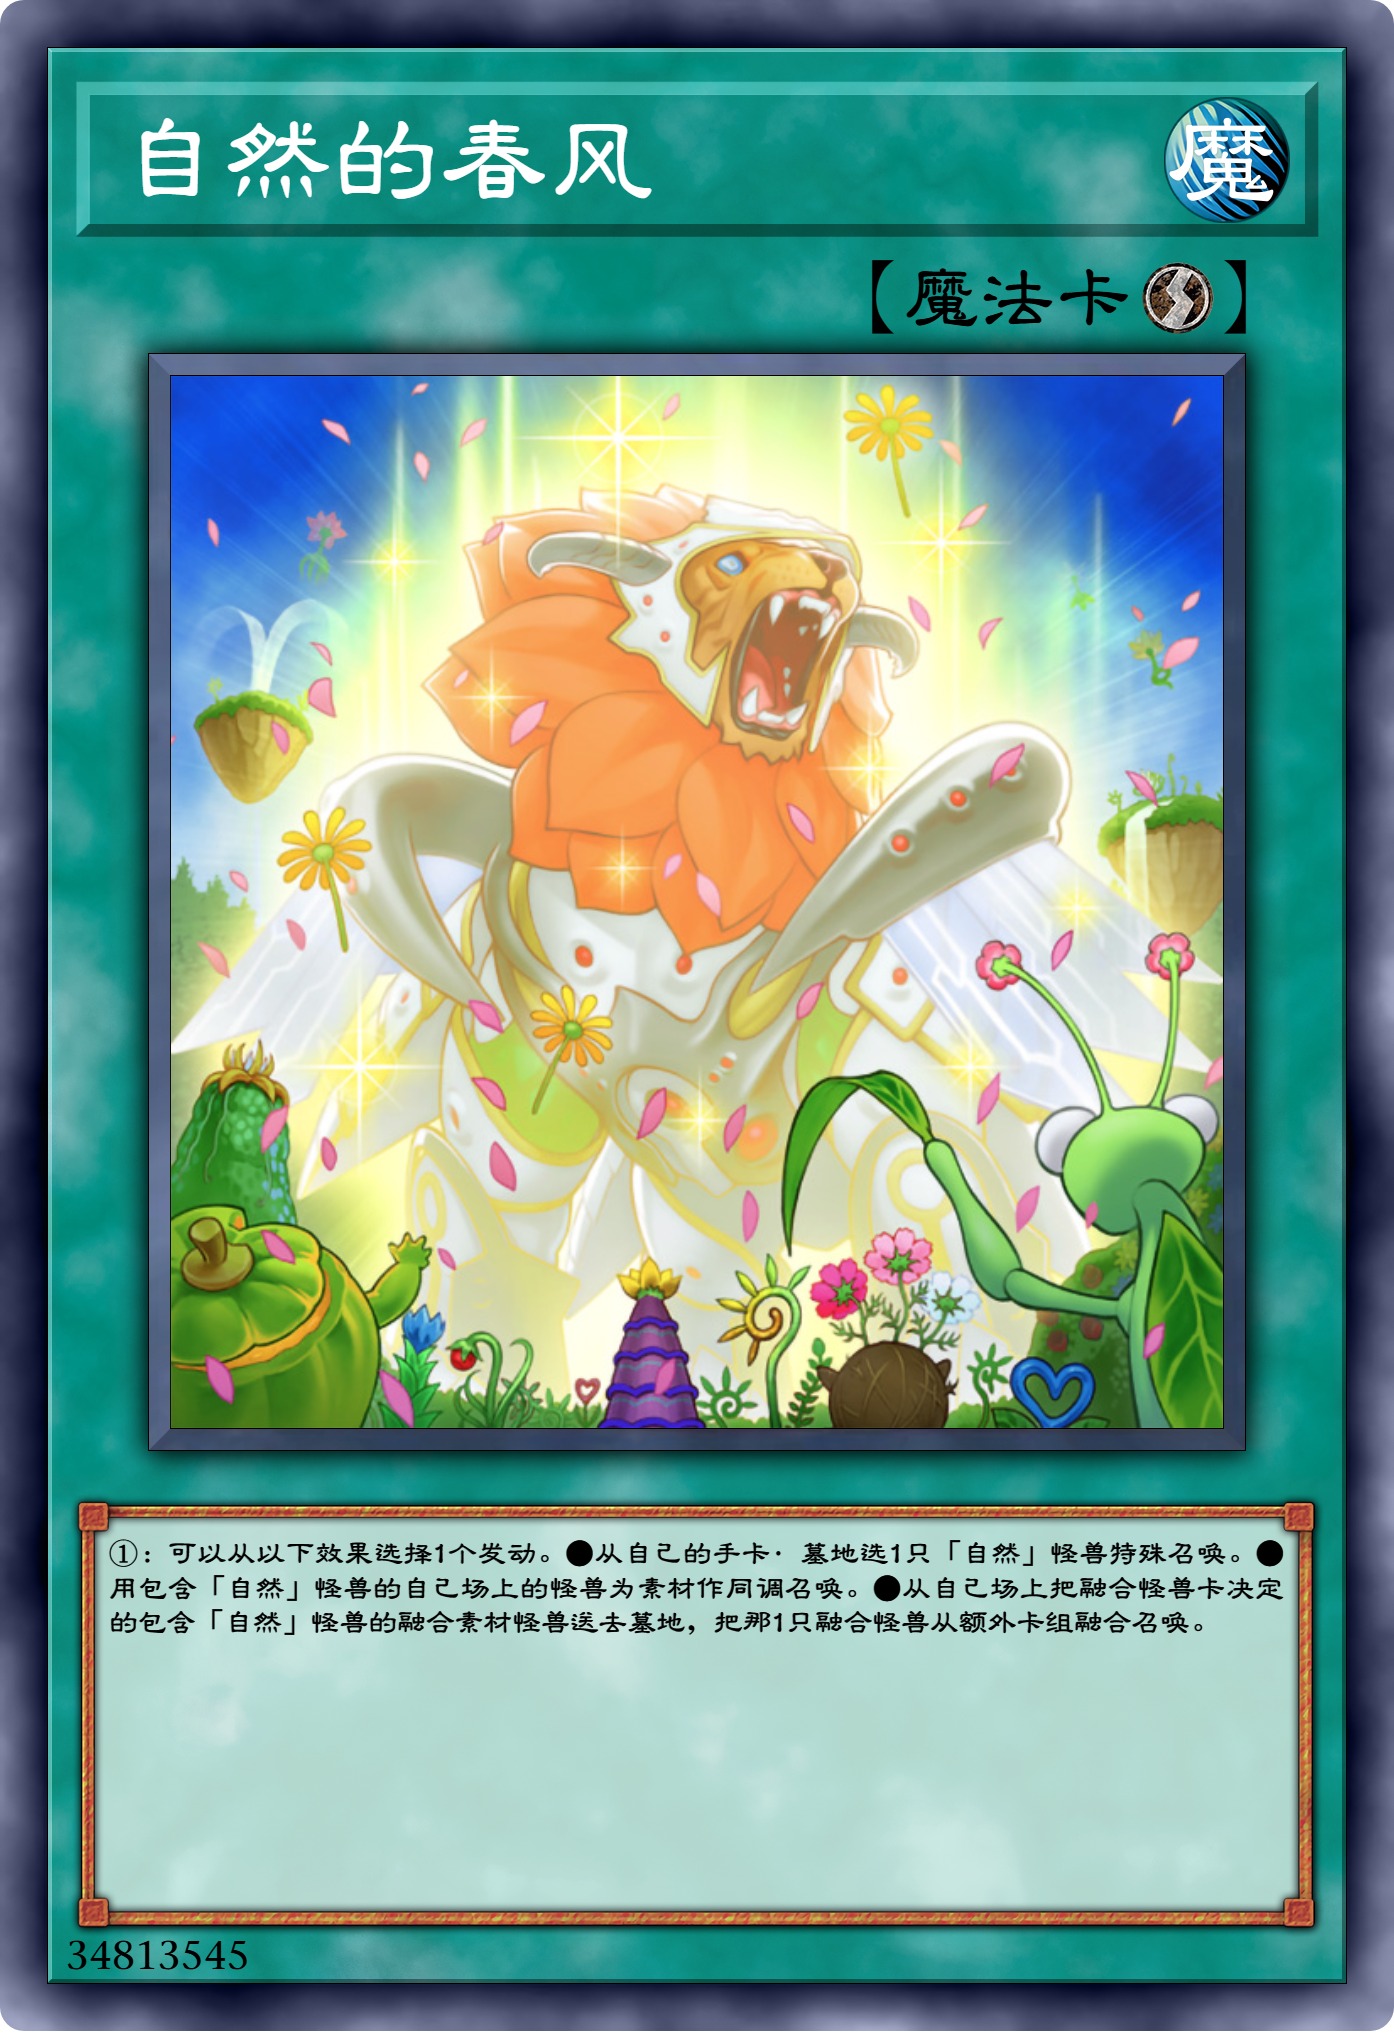 自然的春风
魔
【魔法卡】
①：可以从以下效果选择1个发动。●从自己的手卡·墓地选1只「自然」怪兽特殊召唤。●
用包含「自然」怪兽的自己场上的怪兽为素材作同调召唤。●从自己场上把融合怪兽卡决定
的包含「自然」怪兽的融合素材怪兽送去墓地，把那1只融合怪兽从额外卡组融合召唤。
34813545